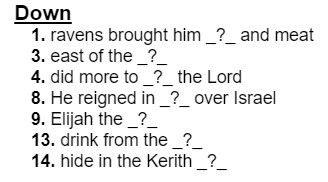 Down
1. ravens brought him _?_ and meat
3. east of the _?_
4. did more to _?_ the Lord
8. He reigned in _?_ over Israel
9. Elijah the _?_
13. drink from the _?_
14. hide in the Kerith _?_